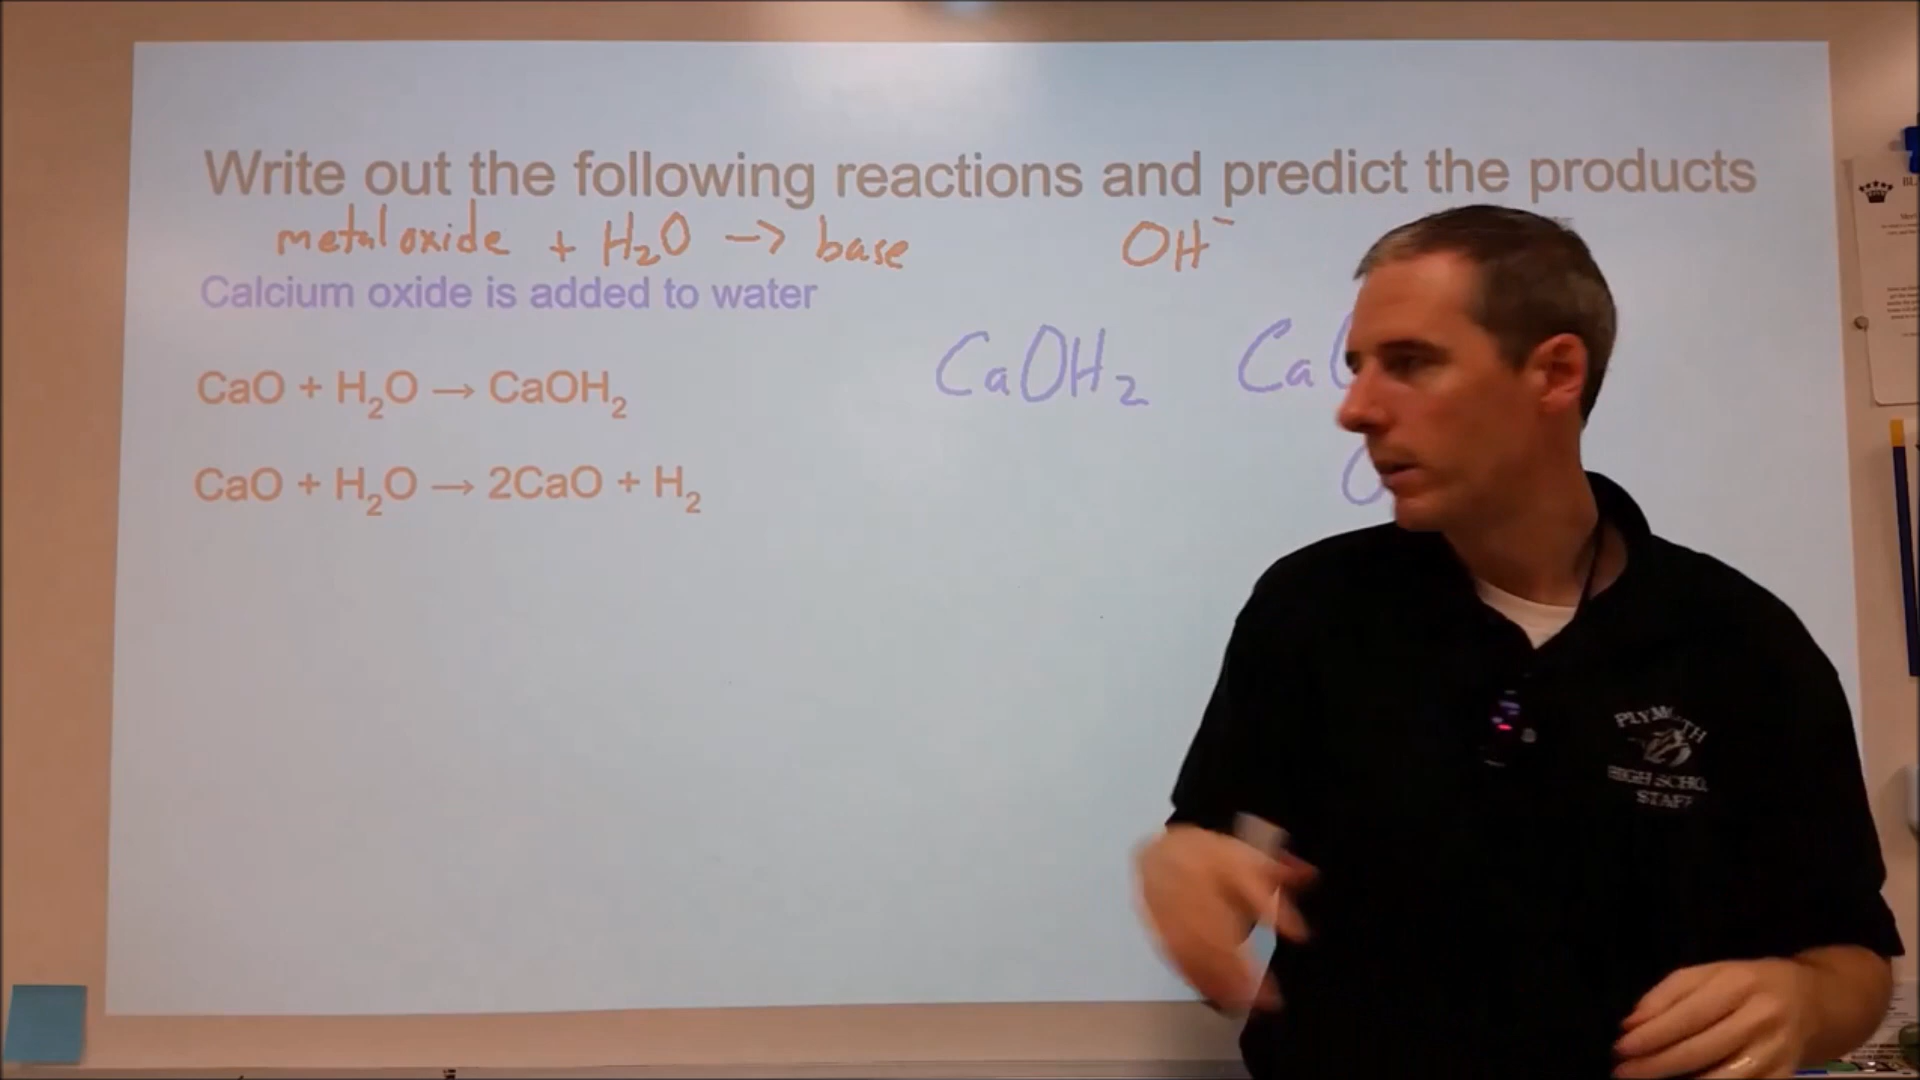 Write out the following reactions and predict the products
metal oxide + H₂O -> base OH⁻
Calcium oxide is added to water
CaOH₂ Ca
CaO + H₂O → CaOH₂
CaO + H₂O → 2CaO + H₂
PLYMOUTH
HIGH SCHOOL
STAFF